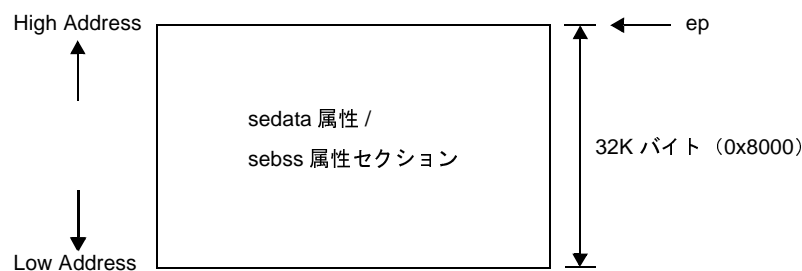 High Address
ep
sedata 属性 /
sebss 属性セクション
32K バイト（0x8000）
Low Address